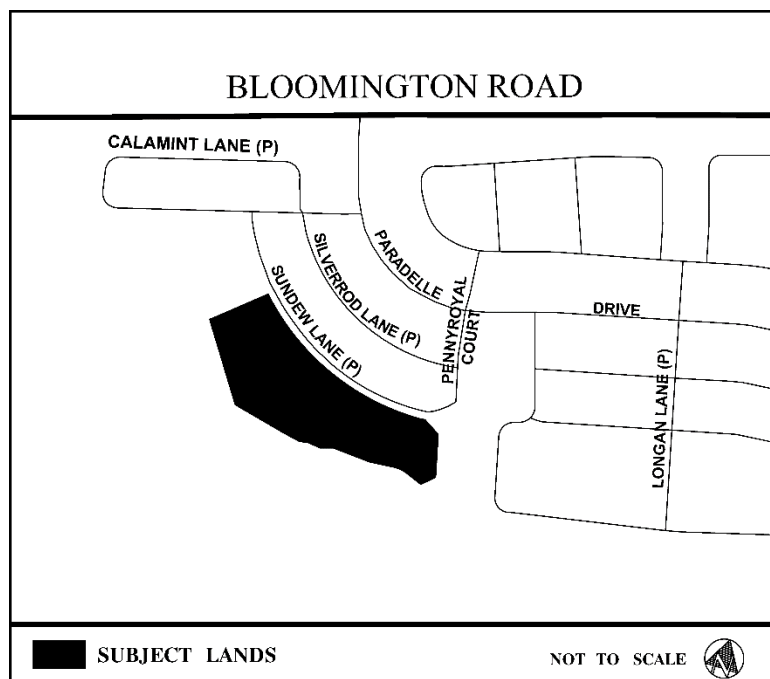 BLOOMINGTON ROAD
CALAMINT LANE (P)
PARADELLE
SILVERROD LANE (P)
SUNDEW LANE (P)
PENNYROYAL
COURT
DRIVE
LONGAN LANE (P)
SUBJECT LANDS
NOT TO SCALE